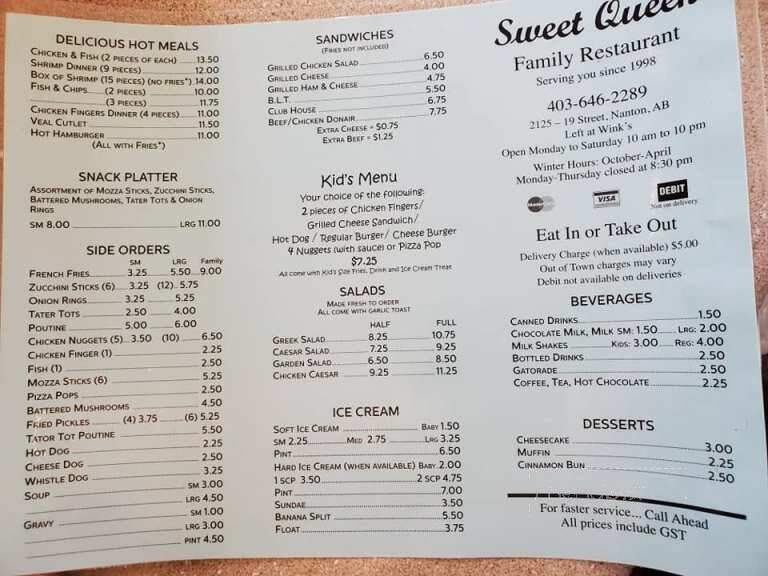 DELICIOUS HOT MEALS
CHICKEN & FISH (2 PIECES OF EACH) .....13.50
SHRIMP DINNER (9 PIECES)..............12.00
BOX OF SHRIMP (15 PIECES) (NO FRIES*).14.00
FISH & CHIPS......(2 PIECES) ..............10.00
(3 PIECES) ..............11.75
CHICKEN FINGERS DINNER (4 PIECES).....11.00
VEAL CUTLET ..............11.50
HOT HAMBURGER ..............11.00
(ALL WITH FRIES*)
SNACK PLATTER
ASSORTMENT OF MOZZA STICKS, ZUCCHINI STICKS,
BATTERED MUSHROOMS, TATER TOTS & ONION
RINGS
SM 8.00 .............. LRG 11.00
SIDE ORDERS
SM LRG Family
FRENCH FRIES..........3.25......5.50...9.00
ZUCCHINI STICKS (6)....3.25 (12)..5.75
ONION RINGS..........3.25 ......5.25
TATER TOTS ..........2.50 ......4.00
POUTINE ..........5.00 ......6.00
CHICKEN NUGGETS (5)..3.50 (10) ......6.50
CHICKEN FINGER (1) ..........2.25
FISH (1) ..........2.50
MOZZA STICKS (6) ..........5.25
PIZZA POPS ..........2.50
BATTERED MUSHROOMS ..........4.50
FRIED PICKLES ..........(4) 3.75 ......(6) 5.25
TATOR TOT POUTINE ..........5.50
HOT DOG ..........2.25
CHEESE DOG ..........2.50
WHISTLE DOG ..........3.25
SOUP ..........SM 3.00
LRG 4.50
GRAVY ..........SM 1.00
LRG 3.00
PINT 4.50
SANDWICHES
(FRIES NOT INCLUDED)
GRILLED CHICKEN SALAD ..........6.50
GRILLED CHEESE ..........4.00
GRILLED HAM & CHEESE ..........4.75
B.L.T. ..........5.50
CLUB HOUSE ..........6.75
BEEF/CHICKEN DONAIR ..........7.75
EXTRA CHEESE = $0.75
EXTRA BEEF = $1.25
Kid's Menu
Your choice of the following:
2 pieces of Chicken Fingers/
Grilled Cheese Sandwich/
Hot Dog / Regular Burger/ Cheese Burger
4 Nuggets (with sauce) or Pizza Pop
$7.25
All come with Kid's Size Fries, Drink and Ice Cream Treat
SALADS
MADE FRESH TO ORDER
ALL COME WITH GARLIC TOAST
HALF FULL
GREEK SALAD..........8.25 ..........10.75
CAESAR SALAD..........7.25 ..........9.25
GARDEN SALAD..........6.50 ..........8.50
CHICKEN CAESAR ..........9.25 ..........11.25
ICE CREAM
SOFT ICE CREAM .......... BABY 1.50
SM 2.25.......... MED 2.75 .......... LRG 3.25
PINT..........6.50
HARD ICE CREAM (WHEN AVAILABLE) BABY. 2.00
1 SCP 3.50.......... 2 SCP 4.75
PINT..........7.00
SUNDAE ..........3.50
BANANA SPLIT ..........5.50
FLOAT..........3.75
Sweet Queen
Family Restaurant
Serving you since 1998
403-646-2289
2125 – 19 Street, Nanton, AB
Left at Wink's
Open Monday to Saturday 10 am to 10 pm
Winter Hours: October-April
Monday-Thursday closed at 8:30 pm
VISA
DEBIT
Not on delivery
Eat In or Take Out
Delivery Charge (when available) $5.00
Out of Town charges may vary
Debit not available on deliveries
BEVERAGES
CANNED DRINKS..........1.50
CHOCOLATE MILK, MILK SM: 1.50 ..... LRG: 2.00
MILK SHAKES .......... KIDS: 3.00 ..... REG: 4.00
BOTTLED DRINKS..........2.50
GATORADE ..........2.50
COFFEE, TEA, HOT CHOCOLATE ..........2.25
DESSERTS
CHEESECAKE ..........3.00
MUFFIN ..........2.25
CINNAMON BUN ..........2.50
For faster service... Call Ahead
All prices include GST